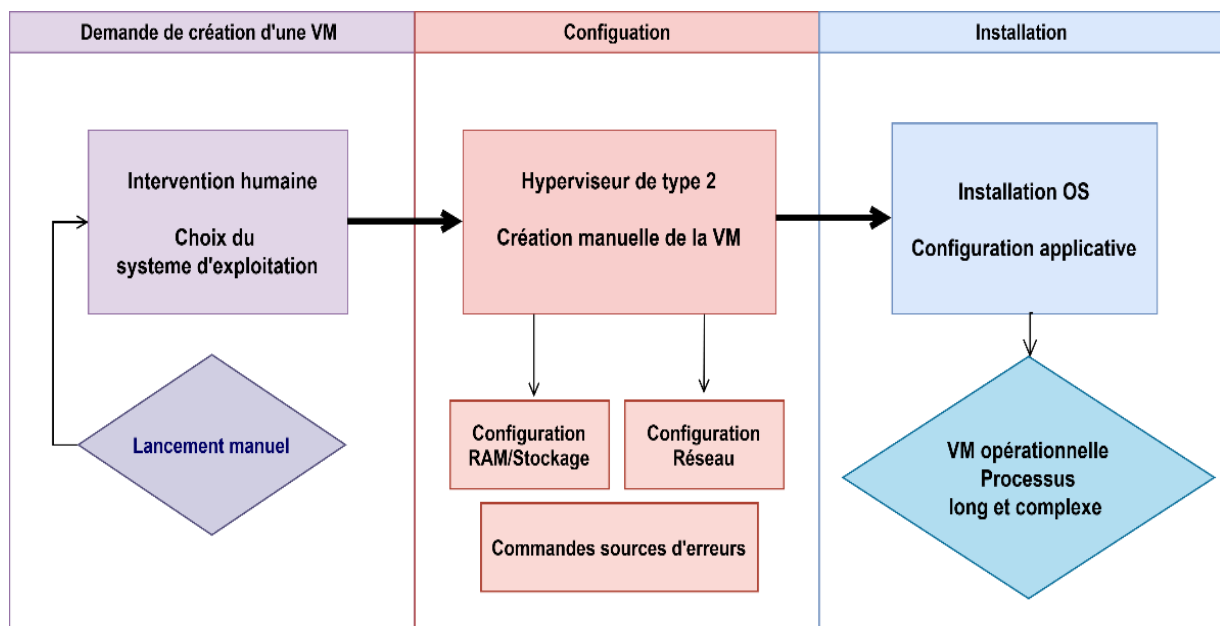 Demande de création d'une VM
Configuation
Installation
Intervention humaine
Choix du
systeme d'exploitation
Lancement manuel
Hyperviseur de type 2
Création manuelle de la VM
Configuration
RAM/Stockage
Configuration
Réseau
Commandes sources d'erreurs
Installation OS
Configuration applicative
VM opérationnelle
Processus
long et complexe